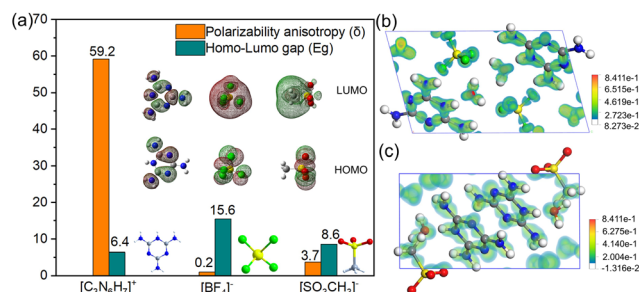 (a)
Polarizability anisotropy (δ)
Homo-Lumo gap (Eg)
70
60
50
40
30
20
10
0
59.2
6.4
0.2
15.6
3.7
8.6
LUMO
HOMO
[C₃N₆H₇]⁺
[BF₄]⁻
[SO₃CH₃]⁻
(b)
8.411e-1
6.515e-1
4.619e-1
2.723e-1
8.273e-2
(c)
8.411e-1
6.275e-1
4.140e-1
2.004e-1
-1.316e-2